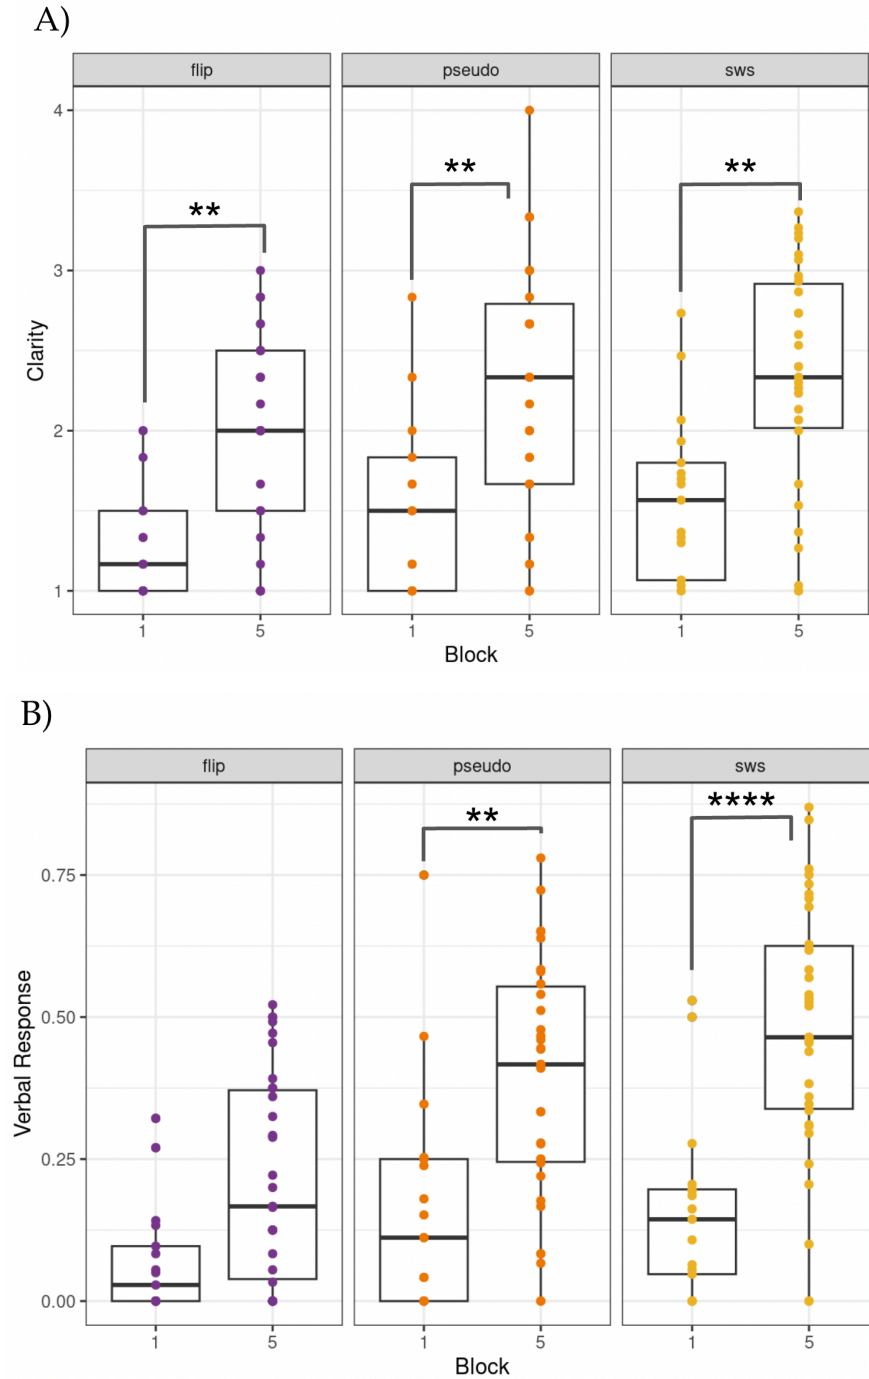 A)
flip pseudo sws
4
3
2
1
** ** **
Clarity
1 5 1 5 1 5
Block
B)
flip pseudo sws
** ****
0.75
0.50
0.25
0.00
Verbal Response
1 5 1 5 1 5
Block